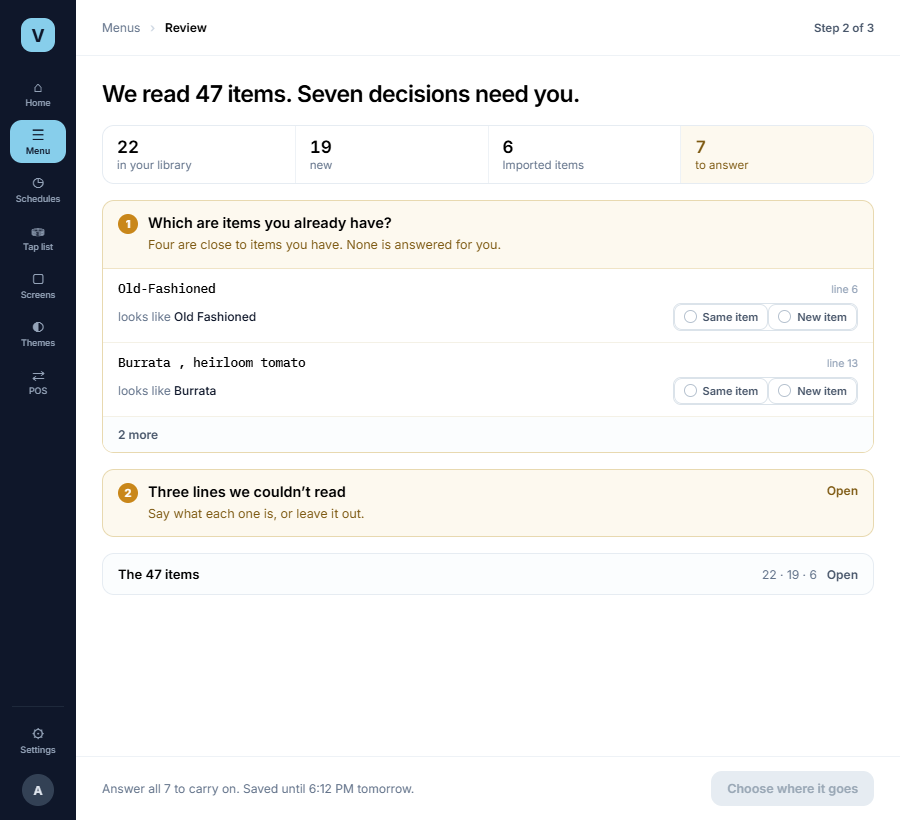 V
Home
Menu
Schedules
Tap list
Screens
Themes
POS
Settings
A
Menus › Review
Step 2 of 3
We read 47 items. Seven decisions need you.
22
in your library
19
new
6
Imported items
7
to answer
1 Which are items you already have?
Four are close to items you have. None is answered for you.
Old-Fashioned line 6
looks like Old Fashioned Same item New item
Burrata , heirloom tomato line 13
looks like Burrata Same item New item
2 more
2 Three lines we couldn’t read Open
Say what each one is, or leave it out.
The 47 items 22 · 19 · 6 Open
Answer all 7 to carry on. Saved until 6:12 PM tomorrow. Choose where it goes